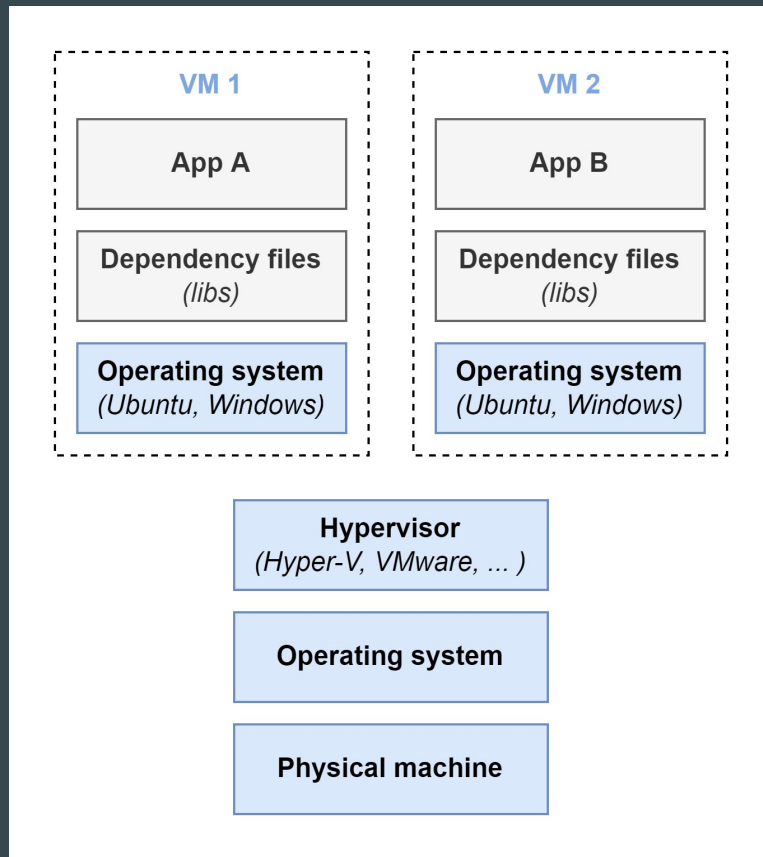 VM 1
App A
Dependency files
(libs)
Operating system
(Ubuntu, Windows)
VM 2
App B
Dependency files
(libs)
Operating system
(Ubuntu, Windows)
Hypervisor
(Hyper-V, VMware, ... )
Operating system
Physical machine